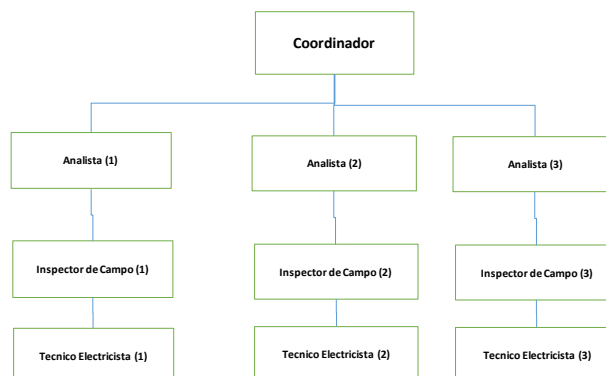 Coordinador
Analista (1)
Analista (2)
Analista (3)
Inspector de Campo (1)
Inspector de Campo (2)
Inspector de Campo (3)
Tecnico Electricista (1)
Tecnico Electricista (2)
Tecnico Electricista (3)